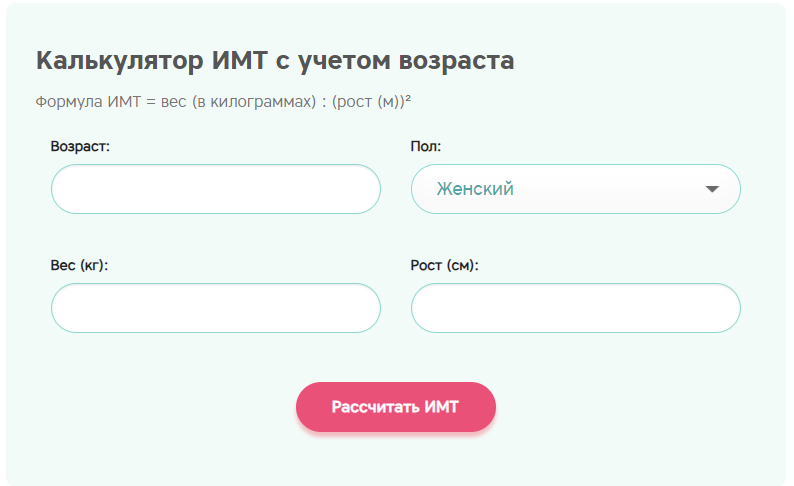 Калькулятор ИМТ с учетом возраста
Формула ИМТ = вес (в килограммах) : (рост (м))²
Возраст:
Пол:
Женский
Вес (кг):
Рост (см):
Рассчитать ИМТ